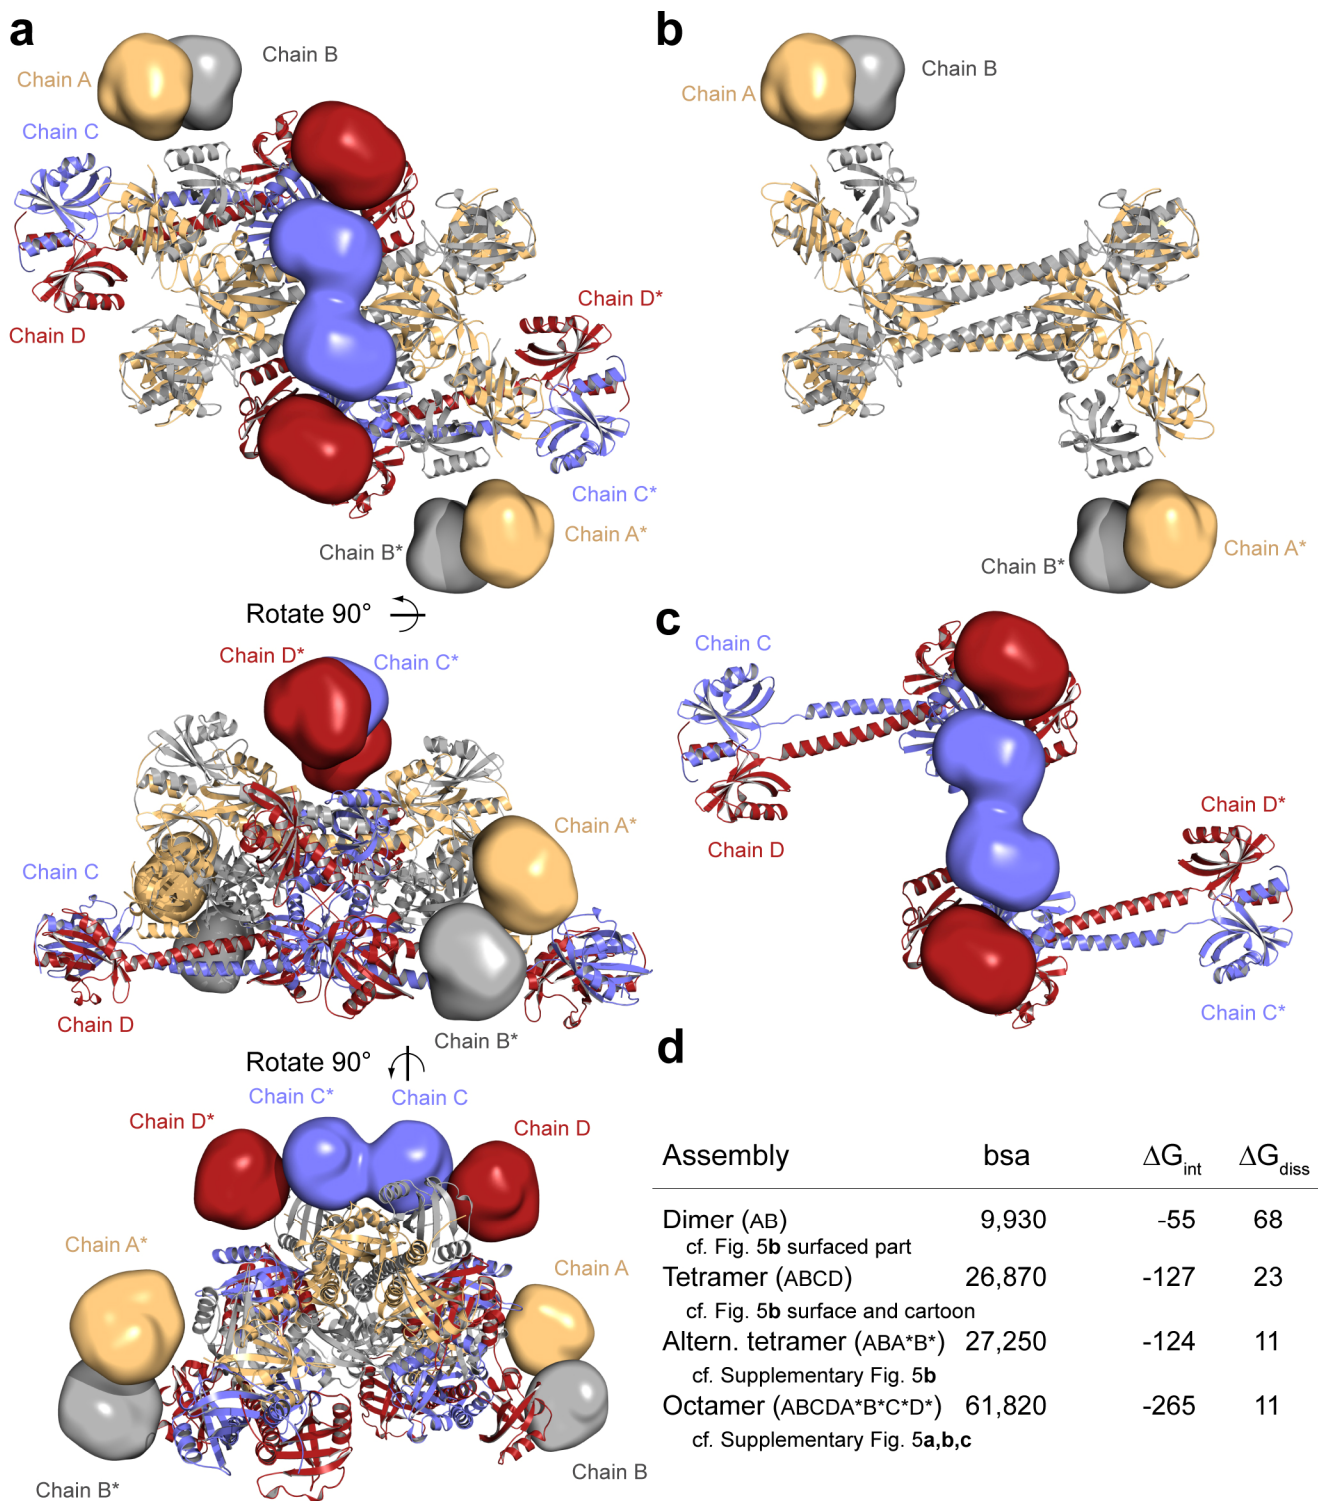 a
Chain B
Chain A
Chain C
Chain D*
Chain D
Chain C*
Chain A*
Chain B*
Rotate 90°
Chain D*
Chain C*
Chain A*
Chain C
Chain D
Chain B*
Rotate 90°
Chain C*
Chain C
Chain D*
Chain D
Chain A*
Chain A
Chain B
Chain B*
b
Chain B
Chain A
Chain A*
Chain B*
c
Chain C
Chain D*
Chain D
Chain C*
d
Assembly bsa ΔGint ΔGdiss
Dimer (AB) 9,930 -55 68
cf. Fig. 5b surfaced part
Tetramer (ABCD) 26,870 -127 23
cf. Fig. 5b surface and cartoon
Altern. tetramer (ABA*B*) 27,250 -124 11
cf. Supplementary Fig. 5b
Octamer (ABCDA*B*C*D*) 61,820 -265 11
cf. Supplementary Fig. 5a,b,c